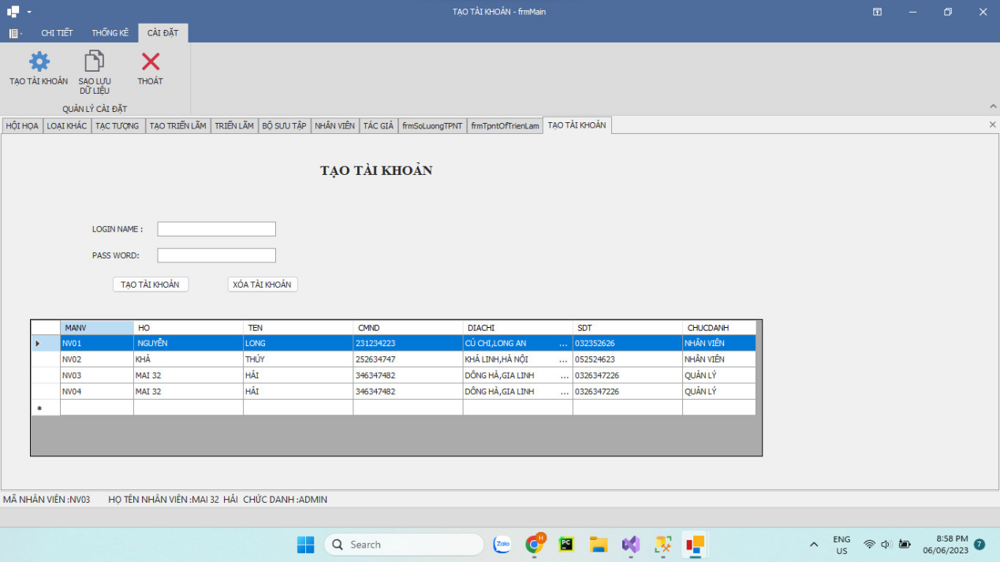 TẠO TÀI KHOẢN - frmMain
CHI TIẾT THỐNG KÊ CÀI ĐẶT
TẠO TÀI KHOẢN SAO LƯU DỮ LIỆU THOÁT
QUẢN LÝ CÀI ĐẶT
HỘI HỌA LOẠI KHÁC TẠC TƯỢNG TẠO TRIỂN LÃM TRIỂN LÃM BỘ SƯU TẬP NHÂN VIÊN TÁC GIẢ frmSoLuongTPNT frmTpntOfTrienLam TẠO TÀI KHOẢN
TẠO TÀI KHOẢN
LOGIN NAME :
PASS WORD:
TẠO TÀI KHOẢN XÓA TÀI KHOẢN
MANV HO TEN CMND DIACHI SDT CHUCDANH
NV01 NGUYỄN LONG 231234223 CỦ CHI,LONG AN ... 032352626 NHÂN VIÊN
NV02 KHẢ THÚY 252634747 KHẢ LINH,HÀ NỘI ... 052524623 NHÂN VIÊN
NV03 MAI 32 HẢI 346347482 DÔNG HÀ,GIA LINH ... 0326347226 QUẢN LÝ
NV04 MAI 32 HẢI 346347482 DÔNG HÀ,GIA LINH ... 0326347226 QUẢN LÝ
MÃ NHÂN VIÊN :NV03 HỌ TÊN NHÂN VIÊN :MAI 32 HẢI CHỨC DANH :ADMIN
Search Zalo H PC ENG US 8:58 PM 06/06/2023 7